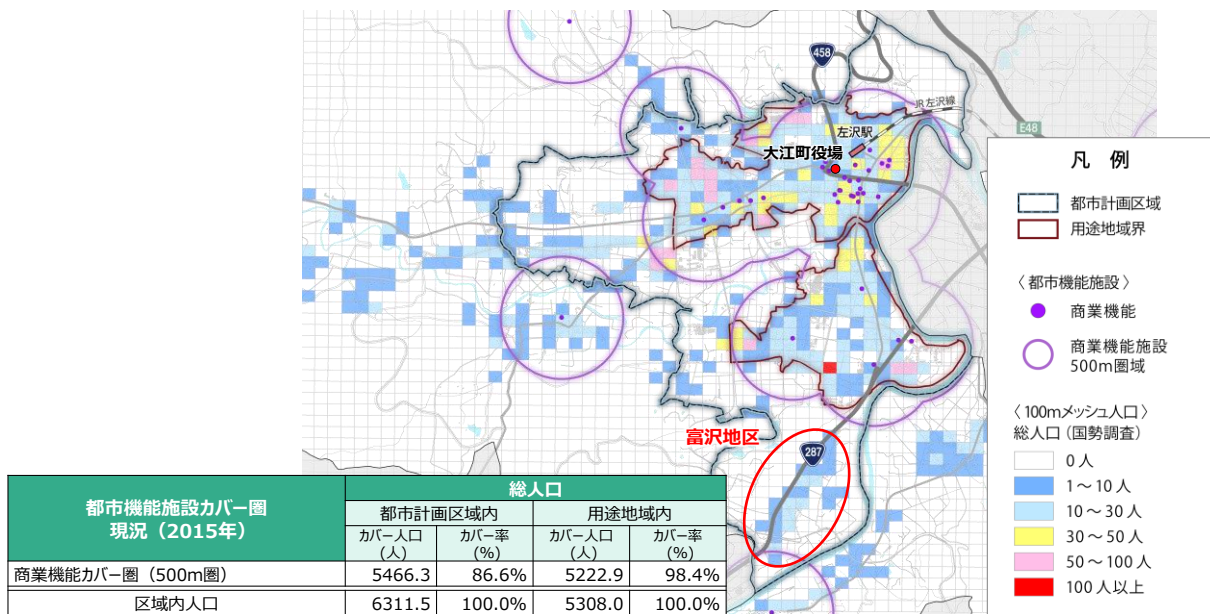 458
JR左沢線
左沢駅
E48
大江町役場
富沢地区
287
凡 例
都市計画区域
用途地域界
〈都市機能施設〉
商業機能
商業機能施設
500m圏域
〈100mメッシュ人口〉
総人口(国勢調査)
0人
1～10人
10～30人
30～50人
50～100人
100人以上
都市機能施設カバー圏
現況(2015年)
総人口
都市計画区域内 用途地域内
カバー人口
(人)
カバー率
(%)
カバー人口
(人)
カバー率
(%)
商業機能カバー圏(500m圏) 5466.3 86.6% 5222.9 98.4%
区域内人口 6311.5 100.0% 5308.0 100.0%